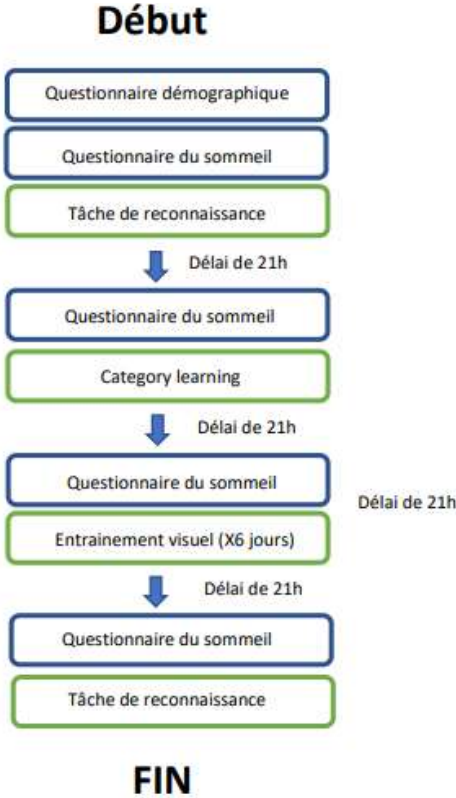 Début
Questionnaire démographique
Questionnaire du sommeil
Tâche de reconnaissance
Délai de 21h
Questionnaire du sommeil
Category learning
Délai de 21h
Questionnaire du sommeil
Délai de 21h
Entrainement visuel (X6 jours)
Délai de 21h
Questionnaire du sommeil
Tâche de reconnaissance
FIN